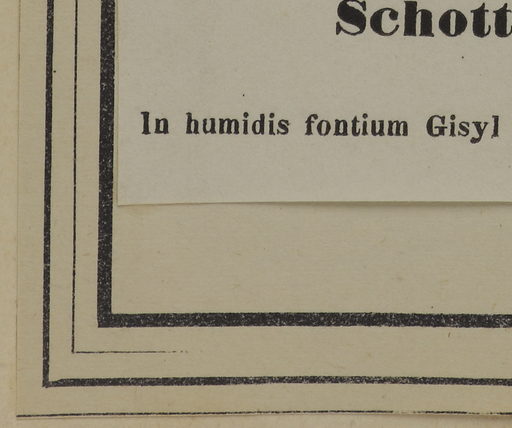 Schott
In humidis fontium Gisyl